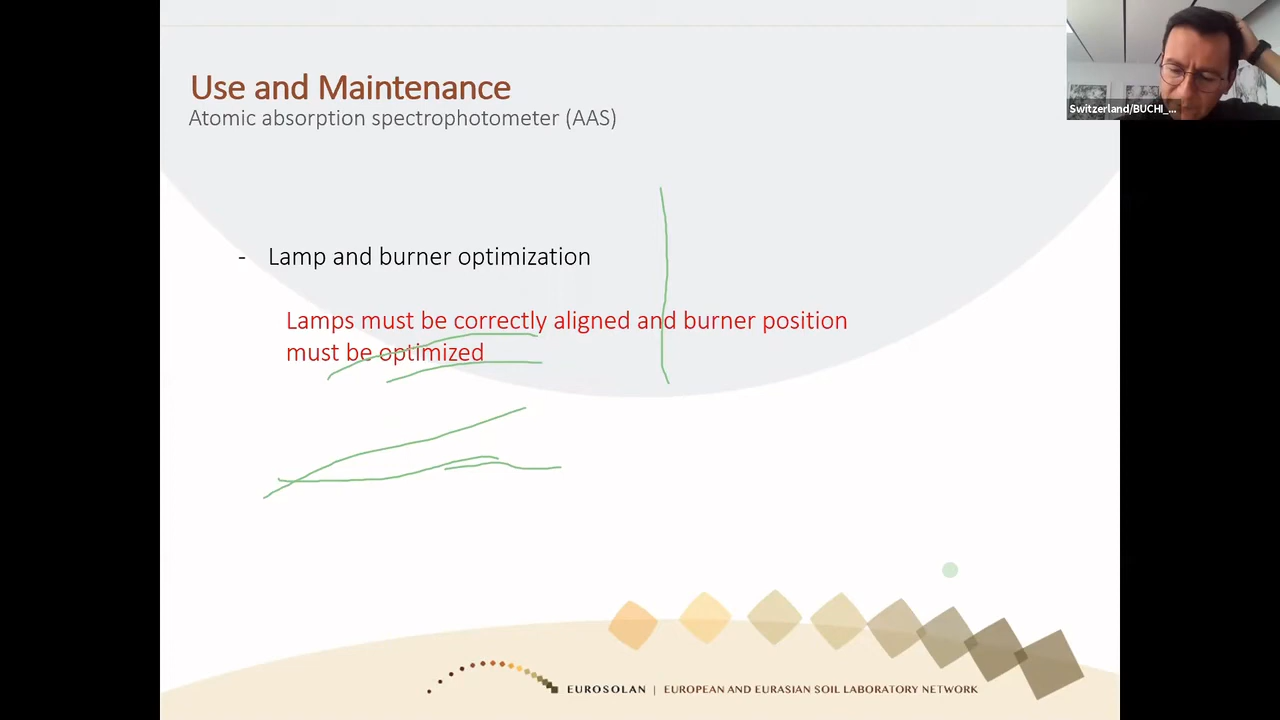 Use and Maintenance
Atomic absorption spectrophotometer (AAS)
Switzerland/BUCHI_...
- Lamp and burner optimization
Lamps must be correctly aligned and burner position
must be optimized
EUROSOLAN | EUROPEAN AND EURASIAN SOIL LABORATORY NETWORK